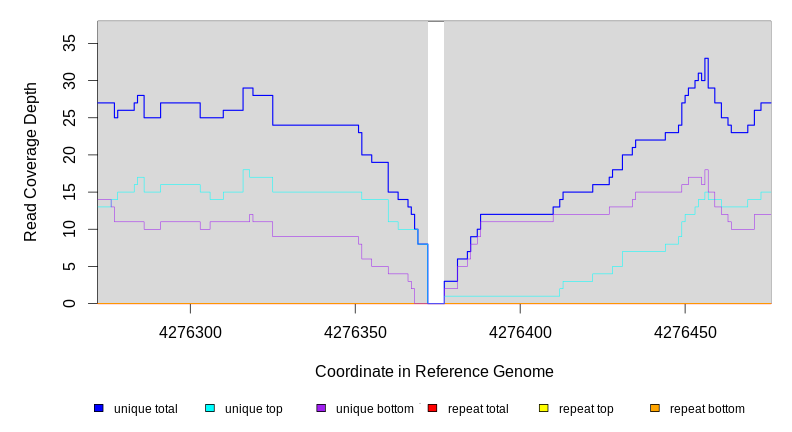 Read Coverage Depth
35
30
25
20
15
10
5
0
4276300 4276350 4276400 4276450
Coordinate in Reference Genome
unique total unique top unique bottom repeat total repeat top repeat bottom